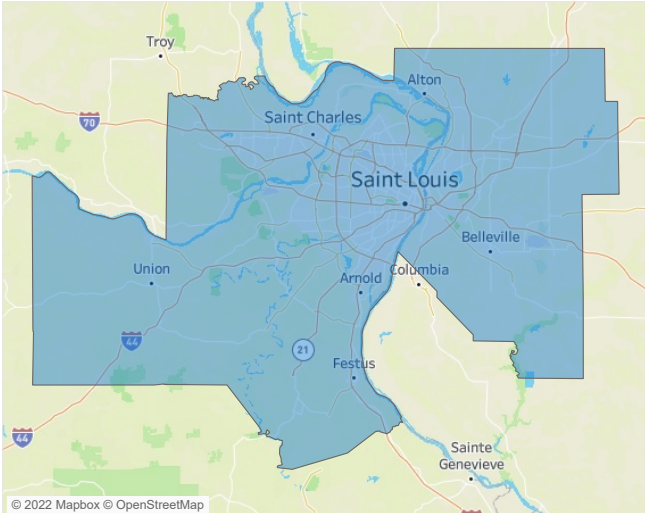 Troy
Alton
70
Saint Charles
Saint Louis
Belleville
Union
Arnold
Columbia
44
21
Festus
44
Sainte
Genevieve
© 2022 Mapbox © OpenStreetMap